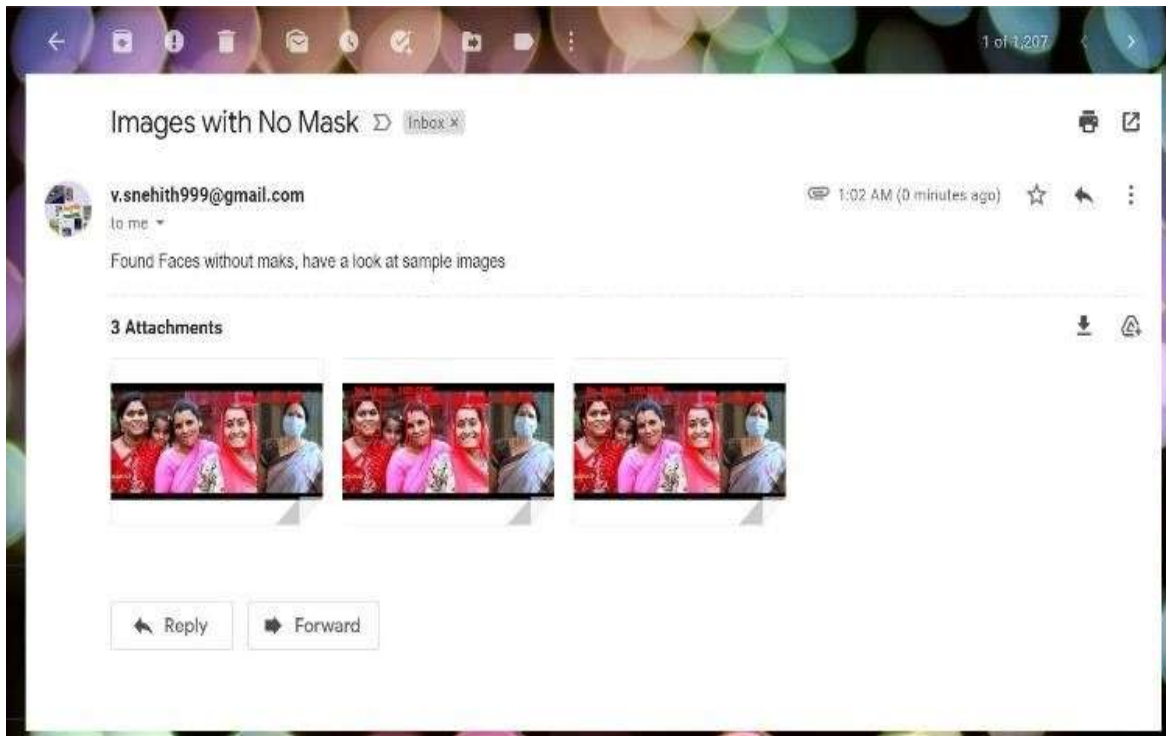 1 of 1,207
Images with No Mask Inbox ×
v.snehith999@gmail.com
1:02 AM (0 minutes ago)
to me
Found Faces without maks, have a look at sample images
3 Attachments
Reply Forward